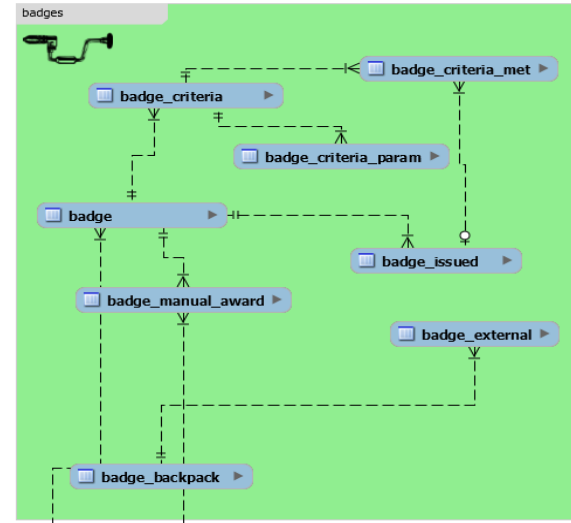 badges
badge_criteria_met
badge_criteria
badge_criteria_param
badge
badge_issued
badge_manual_award
badge_external
badge_backpack